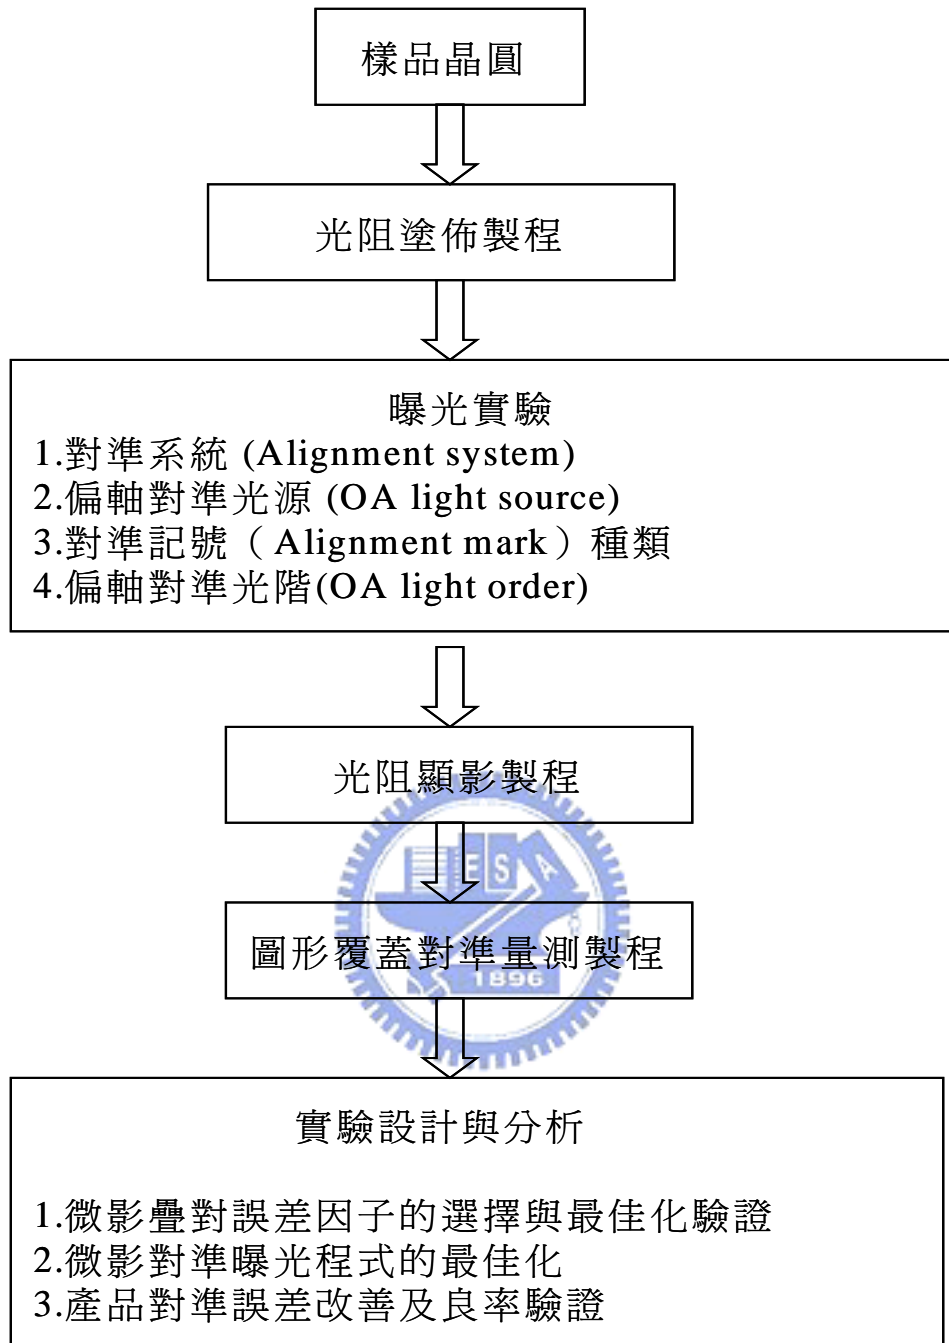 樣品晶圓
光阻塗佈製程
曝光實驗
1.對準系統 (Alignment system)
2.偏軸對準光源 (OA light source)
3.對準記號（Alignment mark）種類
4.偏軸對準光階(OA light order)
光阻顯影製程
E S A
圖形覆蓋對準量測製程
1896
實驗設計與分析
1.微影疊對誤差因子的選擇與最佳化驗證
2.微影對準曝光程式的最佳化
3.產品對準誤差改善及良率驗證